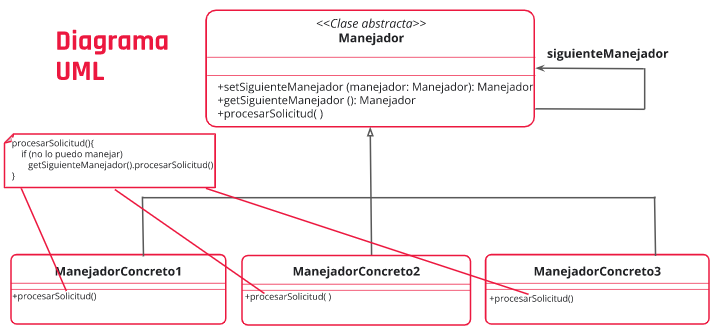 Diagrama
UML
<<Clase abstracta>>
Manejador
siguienteManejador
+setSiguienteManejador (manejador: Manejador): Manejador
+getSiguienteManejador (): Manejador
+procesarSolicitud( )
procesarSolicitud(){
if (no lo puedo manejar)
getSiguienteManejador().procesarSolicitud()
}
ManejadorConcreto1
+procesarSolicitud()
ManejadorConcreto2
+procesarSolicitud( )
ManejadorConcreto3
+procesarSolicitud()